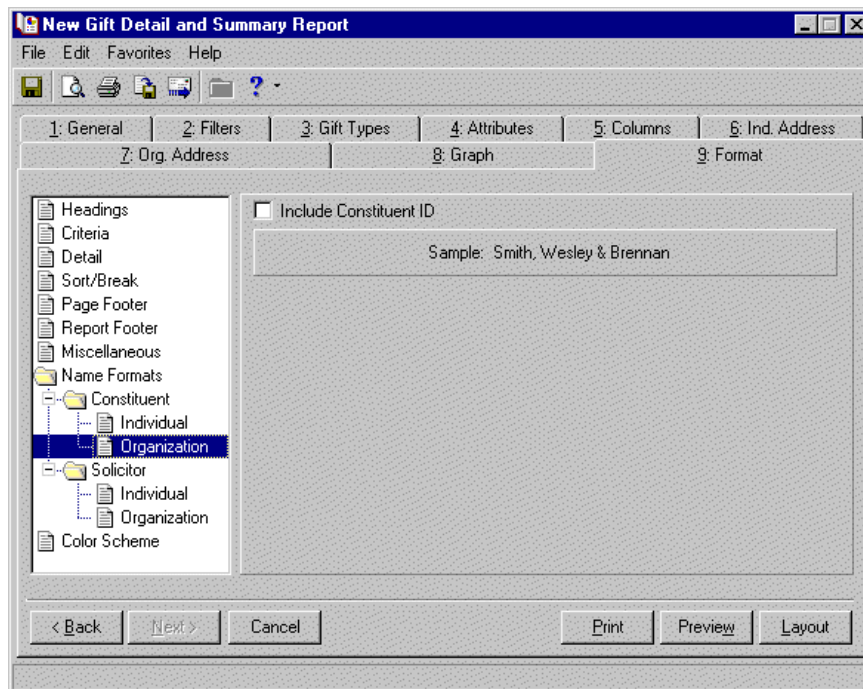 New Gift Detail and Summary Report
File Edit Favorites Help
?
1: General 2: Filters 3: Gift Types 4: Attributes 5: Columns 6: Ind. Address
7: Org. Address 8: Graph 9: Format
Headings
Criteria
Detail
Sort/Break
Page Footer
Report Footer
Miscellaneous
Name Formats
Constituent
Individual
Organization
Solicitor
Individual
Organization
Color Scheme
Include Constituent ID
Sample: Smith, Wesley & Brennan
< Back Next > Cancel Print Preview Layout